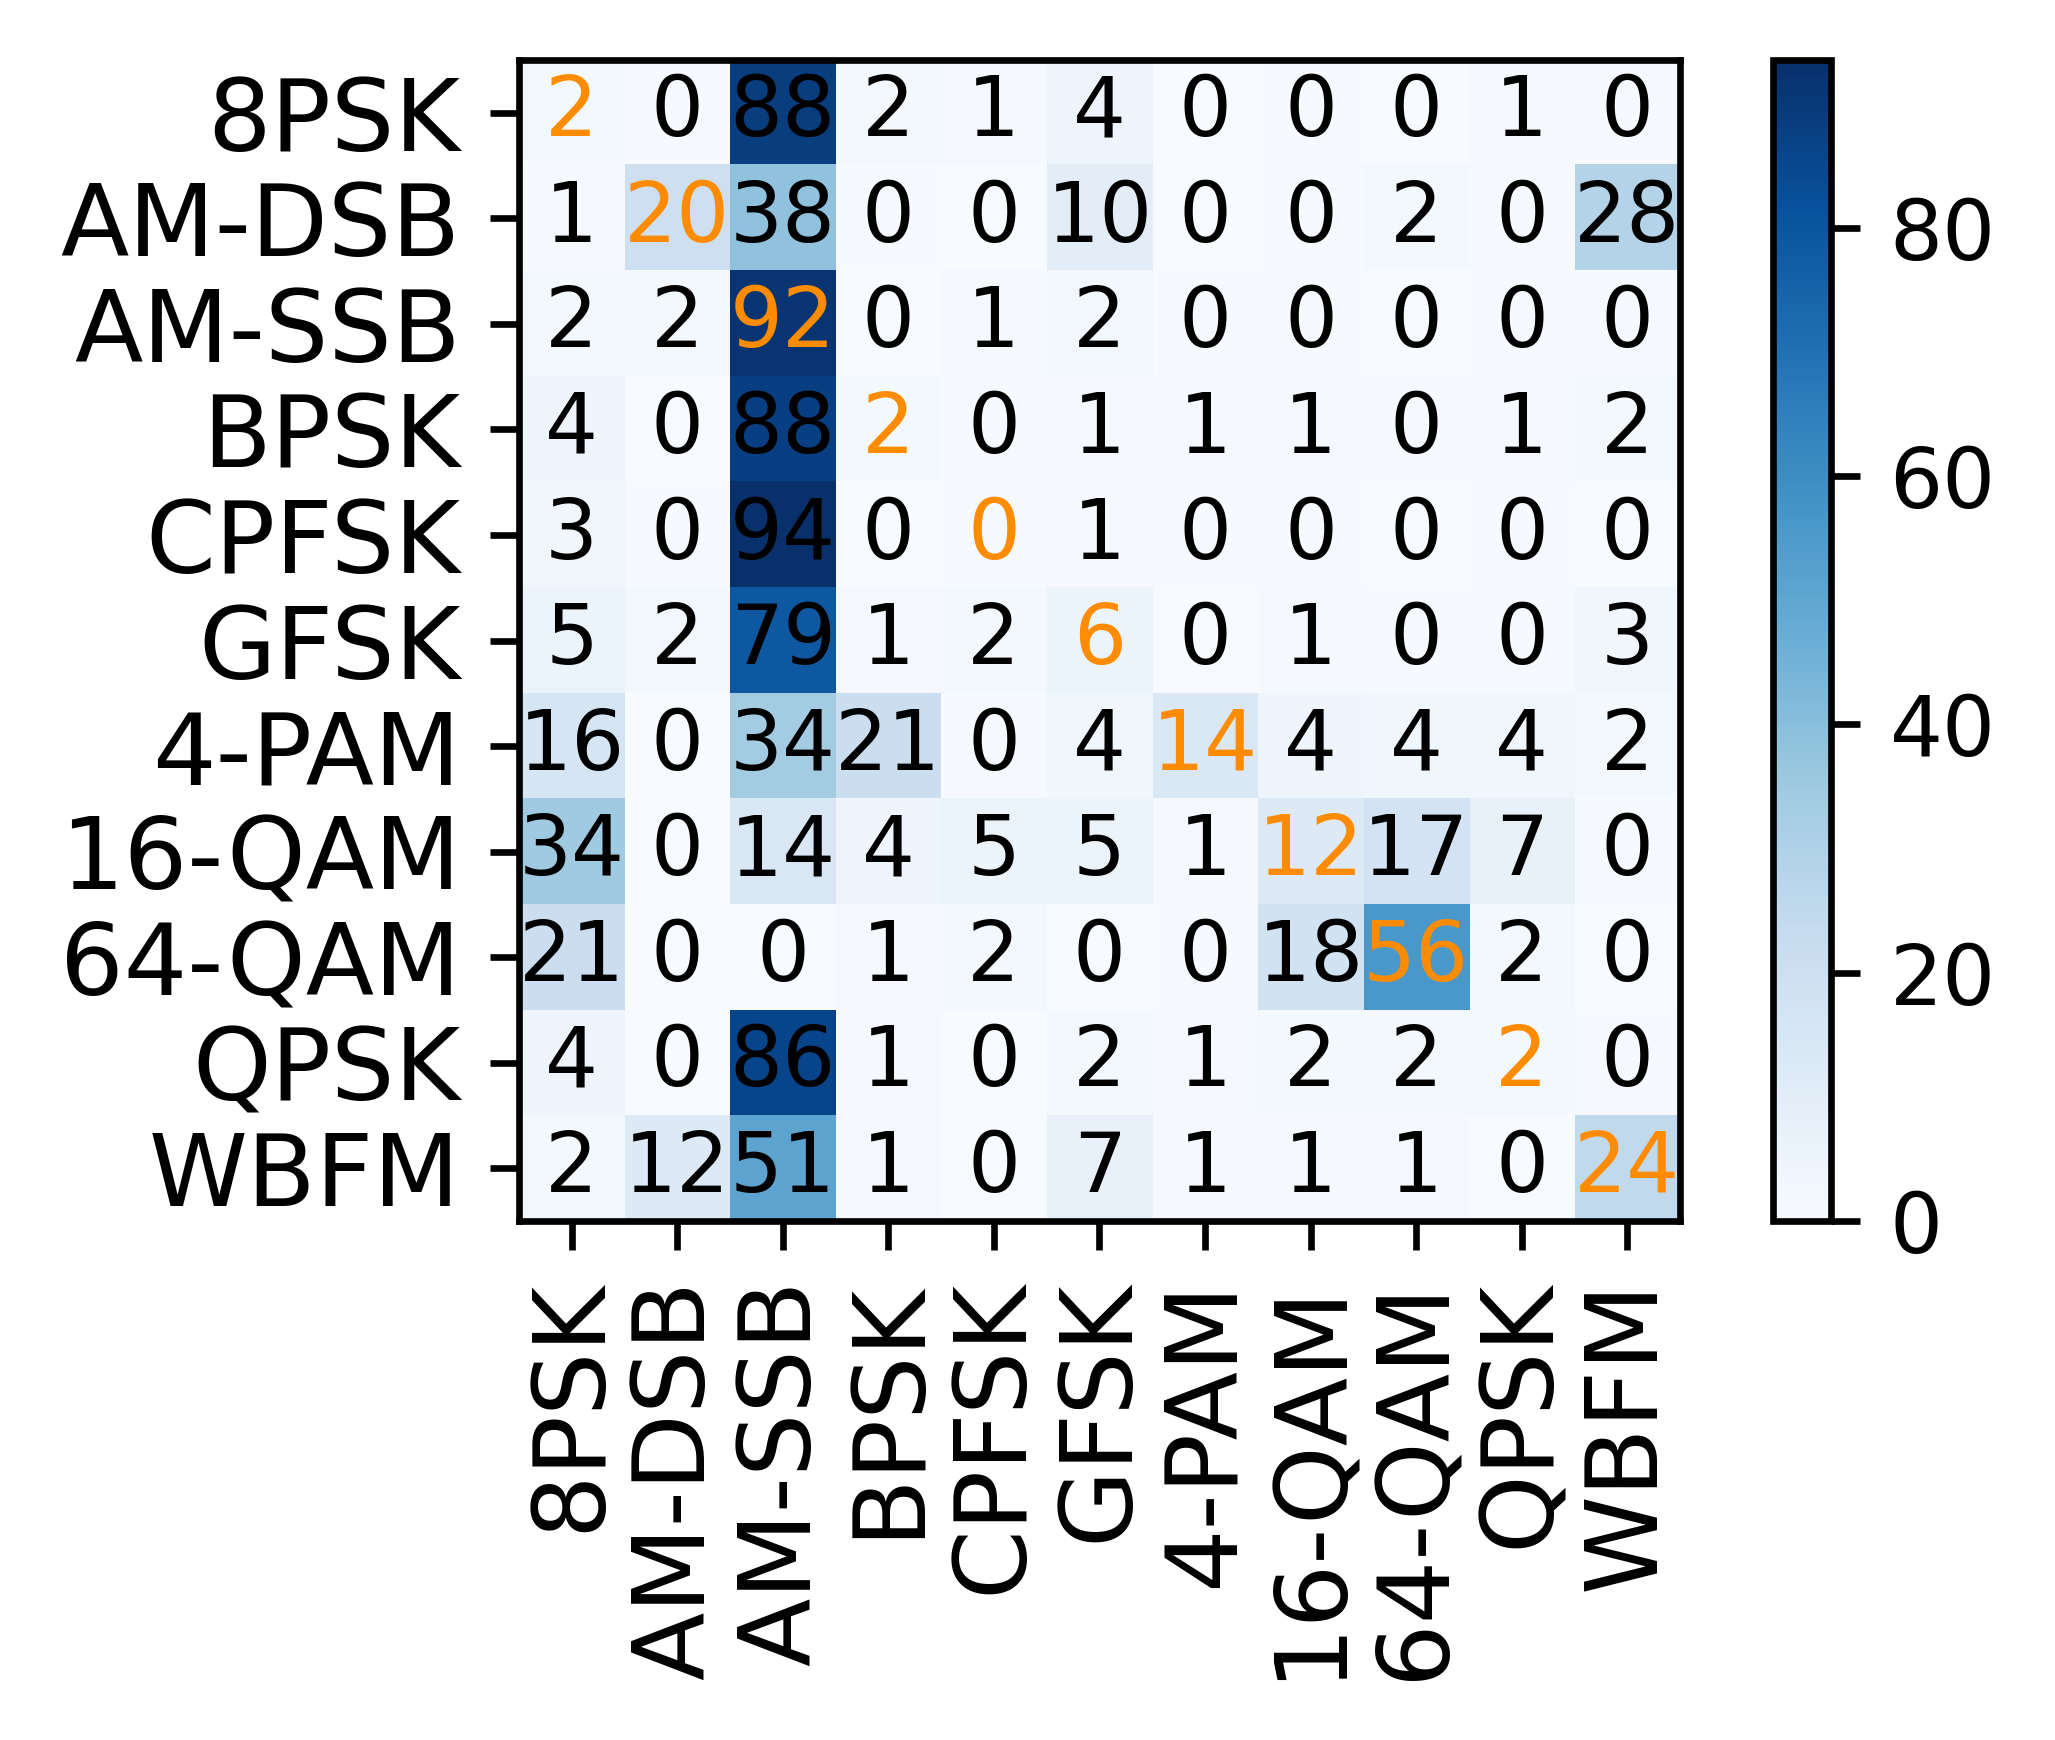 8PSK 2 0 88 2 1 4 0 0 0 1 0
AM-DSB 1 20 38 0 0 10 0 0 2 0 28
AM-SSB 2 2 92 0 1 2 0 0 0 0 0
BPSK 4 0 88 2 0 1 1 1 0 1 2
CPFSK 3 0 94 0 0 1 0 0 0 0 0
GFSK 5 2 79 1 2 6 0 1 0 0 3
4-PAM 16 0 34 21 0 4 14 4 4 4 2
16-QAM 34 0 14 4 5 5 1 12 17 7 0
64-QAM 21 0 0 1 2 0 0 18 56 2 0
QPSK 4 0 86 1 0 2 1 2 2 2 0
WBFM 2 12 51 1 0 7 1 1 1 0 24
8PSK
AM-DSB
AM-SSB
BPSK
CPFSK
GFSK
4-PAM
16-QAM
64-QAM
QPSK
WBFM
80
60
40
20
0